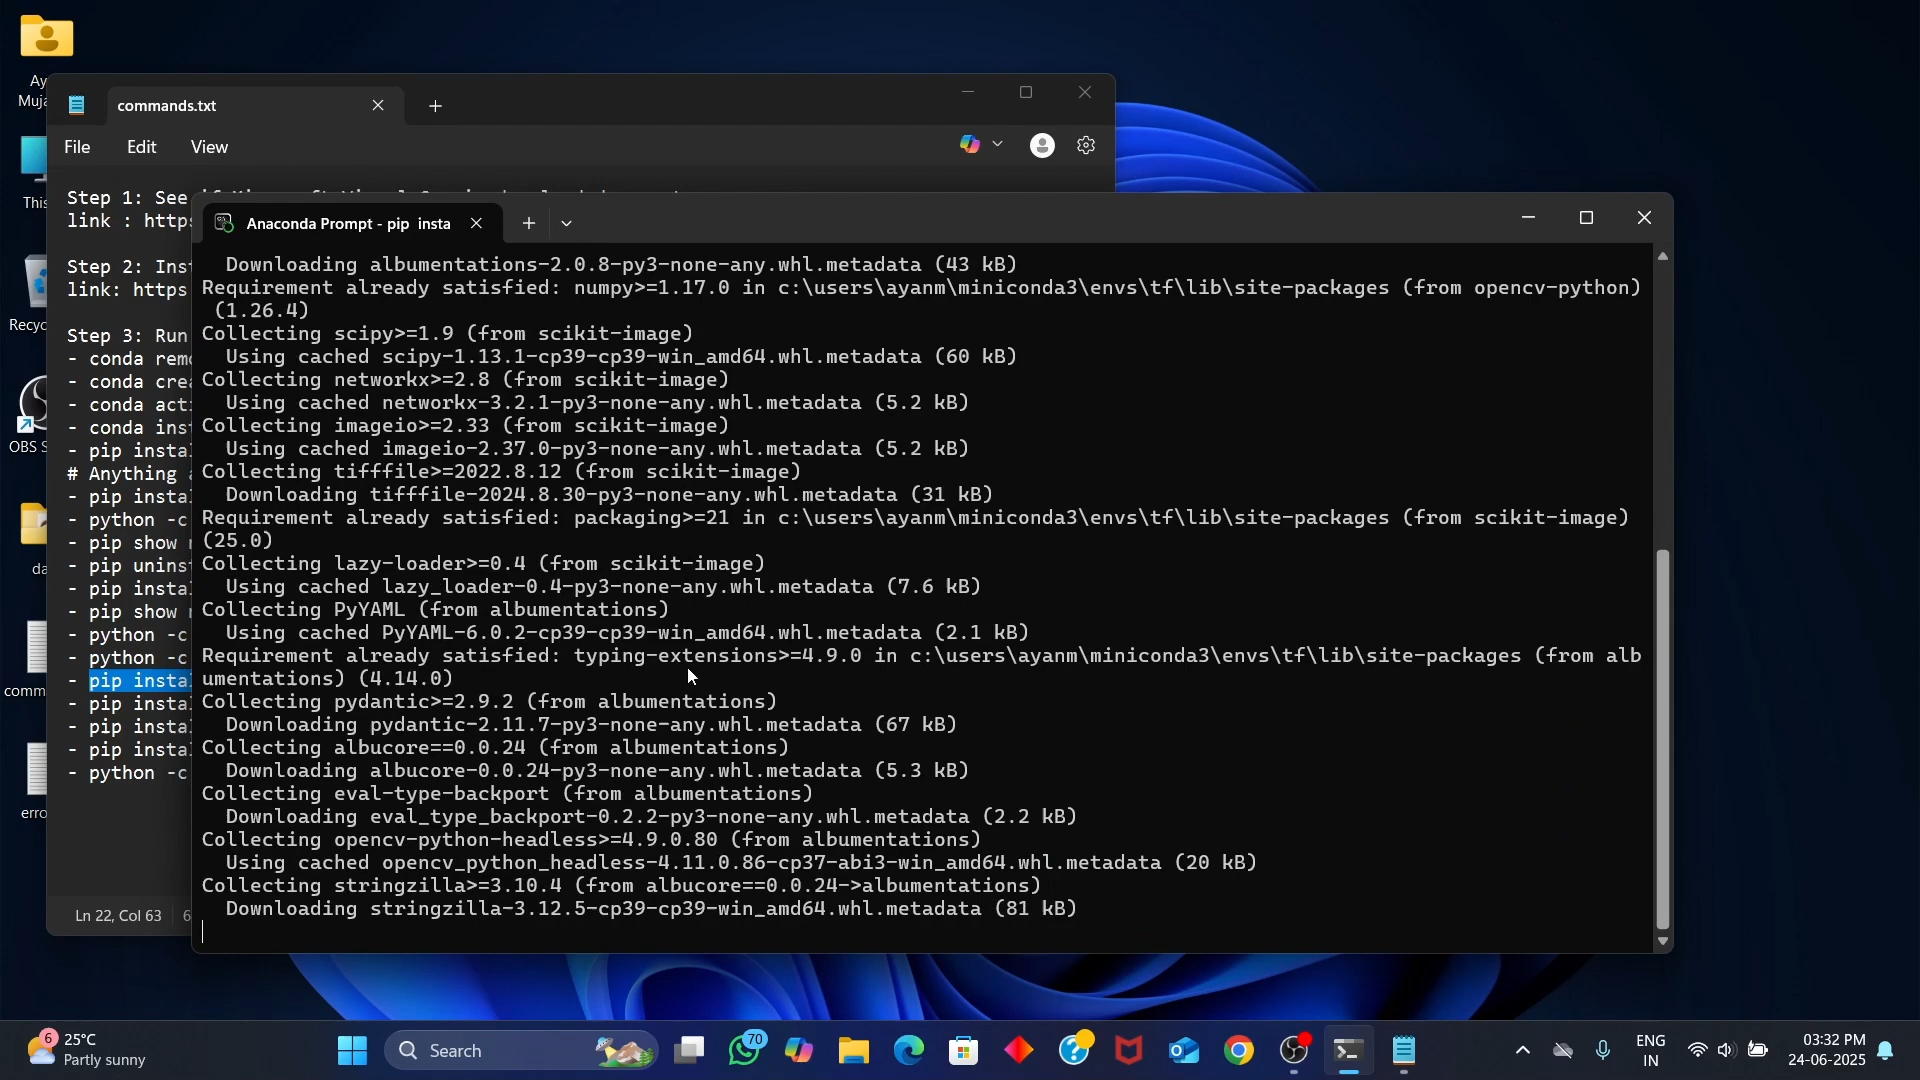 Ay
Muja
This
Recyc
OBS S
da
comm
erro
commands.txt
File Edit View
Step 1: See
link : https
Step 2: Ins
link: https
Step 3: Run
- conda rem
- conda crea
- conda act
- conda inst
- pip instal
# Anything a
- pip instal
- python -c
- pip show
- pip uninst
- pip instal
- pip show
- python -c
- python -c
- pip instal
- pip instal
- pip instal
- pip instal
- python -c
Ln 22, Col 63 6
Anaconda Prompt - pip insta
Downloading albumentations-2.0.8-py3-none-any.whl.metadata (43 kB)
Requirement already satisfied: numpy>=1.17.0 in c:\users\ayanm\miniconda3\envs\tf\lib\site-packages (from opencv-python)
(1.26.4)
Collecting scipy>=1.9 (from scikit-image)
Using cached scipy-1.13.1-cp39-cp39-win_amd64.whl.metadata (60 kB)
Collecting networkx>=2.8 (from scikit-image)
Using cached networkx-3.2.1-py3-none-any.whl.metadata (5.2 kB)
Collecting imageio>=2.33 (from scikit-image)
Using cached imageio-2.37.0-py3-none-any.whl.metadata (5.2 kB)
Collecting tifffile>=2022.8.12 (from scikit-image)
Downloading tifffile-2024.8.30-py3-none-any.whl.metadata (31 kB)
Requirement already satisfied: packaging>=21 in c:\users\ayanm\miniconda3\envs\tf\lib\site-packages (from scikit-image)
(25.0)
Collecting lazy-loader>=0.4 (from scikit-image)
Using cached lazy_loader-0.4-py3-none-any.whl.metadata (7.6 kB)
Collecting PyYAML (from albumentations)
Using cached PyYAML-6.0.2-cp39-cp39-win_amd64.whl.metadata (2.1 kB)
Requirement already satisfied: typing-extensions>=4.9.0 in c:\users\ayanm\miniconda3\envs\tf\lib\site-packages (from alb
umentations) (4.14.0)
Collecting pydantic>=2.9.2 (from albumentations)
Downloading pydantic-2.11.7-py3-none-any.whl.metadata (67 kB)
Collecting albucore==0.0.24 (from albumentations)
Downloading albucore-0.0.24-py3-none-any.whl.metadata (5.3 kB)
Collecting eval-type-backport (from albumentations)
Downloading eval_type_backport-0.2.2-py3-none-any.whl.metadata (2.2 kB)
Collecting opencv-python-headless>=4.9.0.80 (from albumentations)
Using cached opencv_python_headless-4.11.0.86-cp37-abi3-win_amd64.whl.metadata (20 kB)
Collecting stringzilla>=3.10.4 (from albucore==0.0.24->albumentations)
Downloading stringzilla-3.12.5-cp39-cp39-win_amd64.whl.metadata (81 kB)
6
25°C
Partly sunny
Search
70
ENG
IN
03:32 PM
24-06-2025